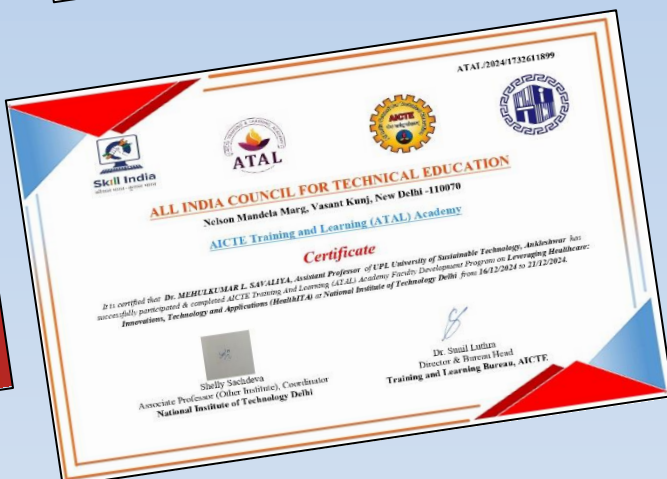 ATAL/2024/1732611899
Skill India
ATAL
AICTE
ALL INDIA COUNCIL FOR TECHNICAL EDUCATION
Nelson Mandela Marg, Vasant Kunj, New Delhi -110070
AICTE Training and Learning (ATAL) Academy
Certificate
It is certified that Dr. MEHULKUMAR L. SAVALIYA, Assistant Professor of UPL University of Sustainable Technology, Ankleshwar has
successfully participated & completed AICTE Training And Learning (ATAL) Academy Faculty Development Program on Leveraging Healthcare:
Innovations, Technology and Applications (HealthITA) at National Institute of Technology Delhi from 16/12/2024 to 21/12/2024.
Shelly Sachdeva
Associate Professor (Other Institute), Coordinator
National Institute of Technology Delhi
Dr. Sunil Luthra
Director & Bureau Head
Training and Learning Bureau, AICTE